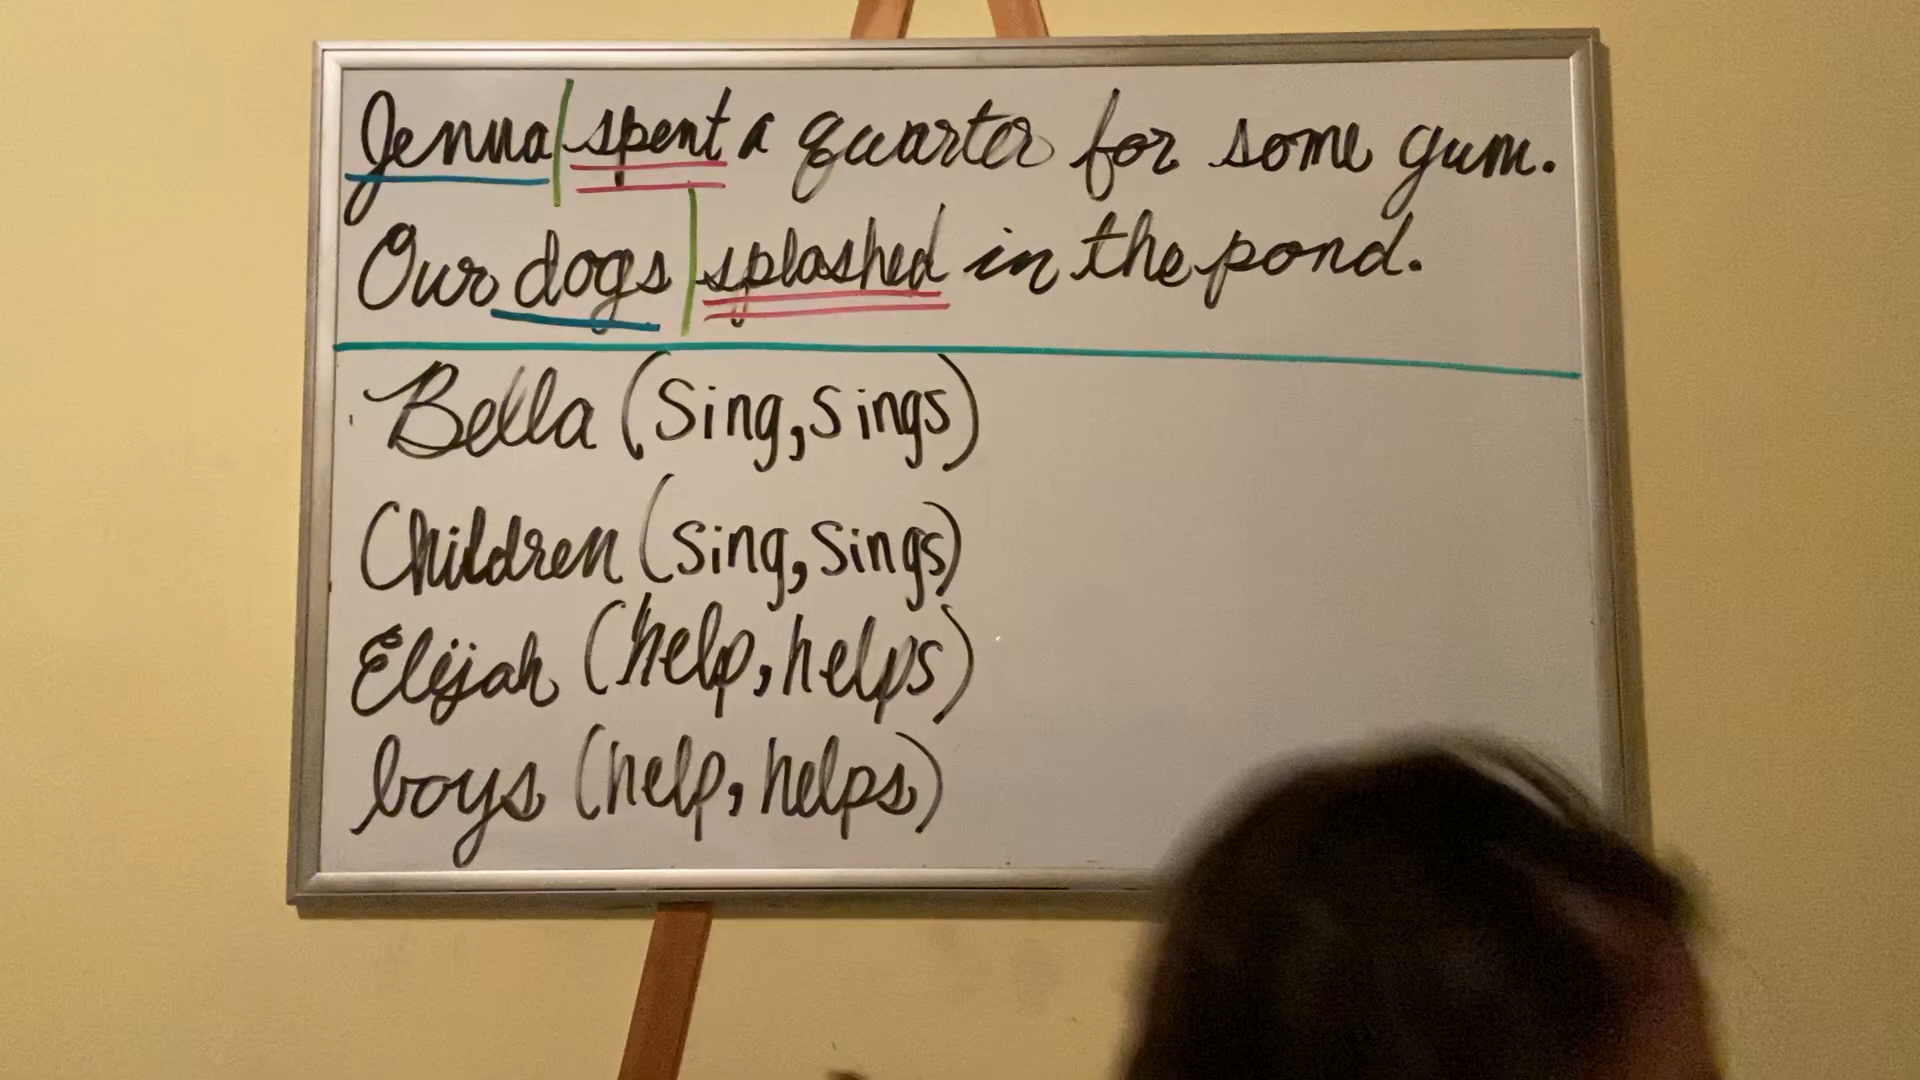 Jenna spent a quarter for some gum.
Our dogs splashed in the pond.
Bella (Sing, Sings)
Children (Sing, Sings)
Elijah (help, helps)
boys (help, helps)